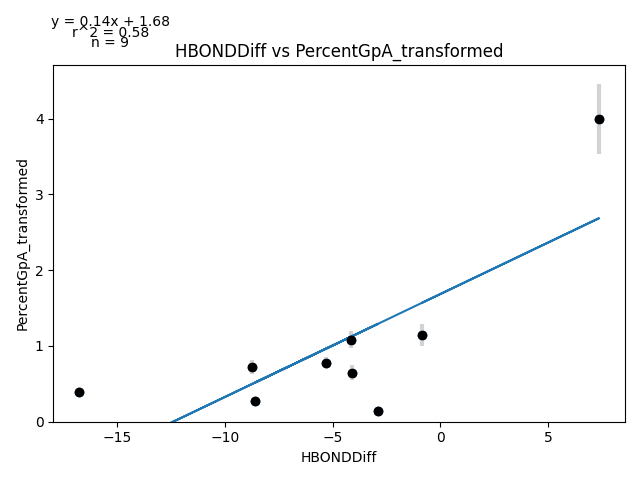 y = 0.14x + 1.68
r^2 = 0.58
n = 9
HBONDDiff vs PercentGpA_transformed
PercentGpA_transformed
4
3
2
1
0
−15
−10
−5
0
5
HBONDDiff